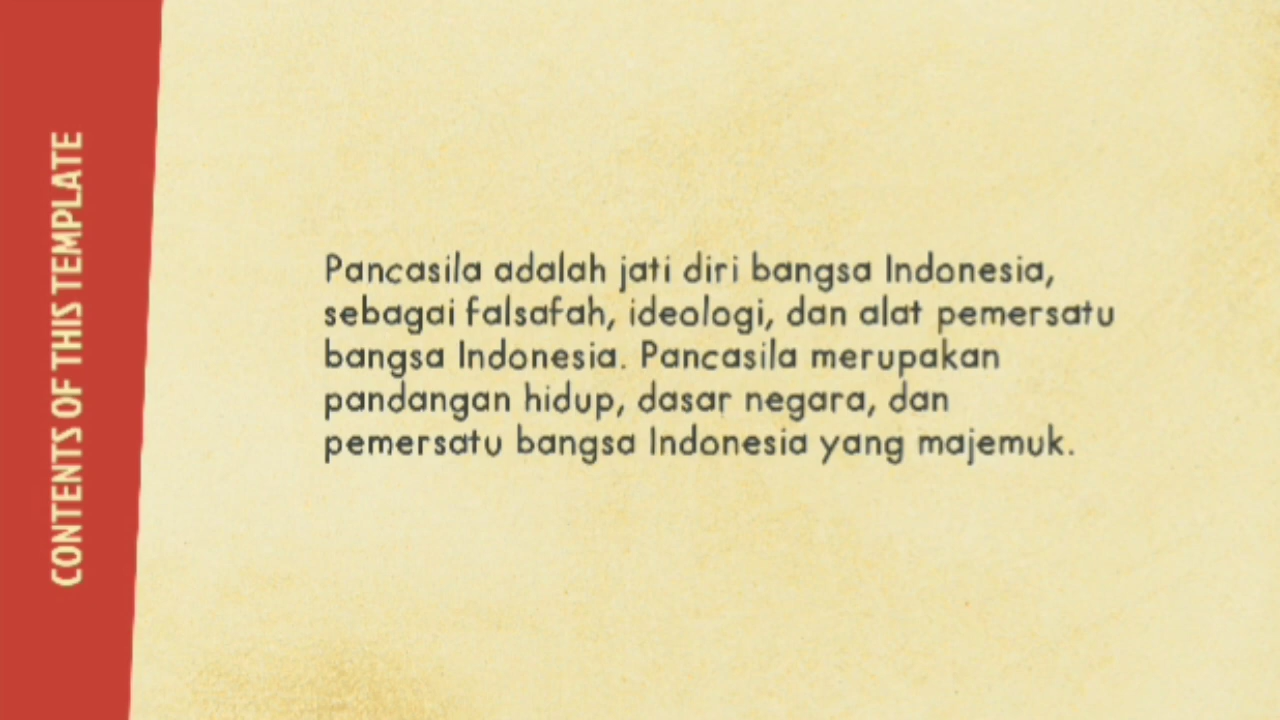 CONTENTS OF THIS TEMPLATE
Pancasila adalah jati diri bangsa Indonesia,
sebagai falsafah, ideologi, dan alat pemersatu
bangsa Indonesia. Pancasila merupakan
pandangan hidup, dasar negara, dan
pemersatu bangsa Indonesia yang majemuk.